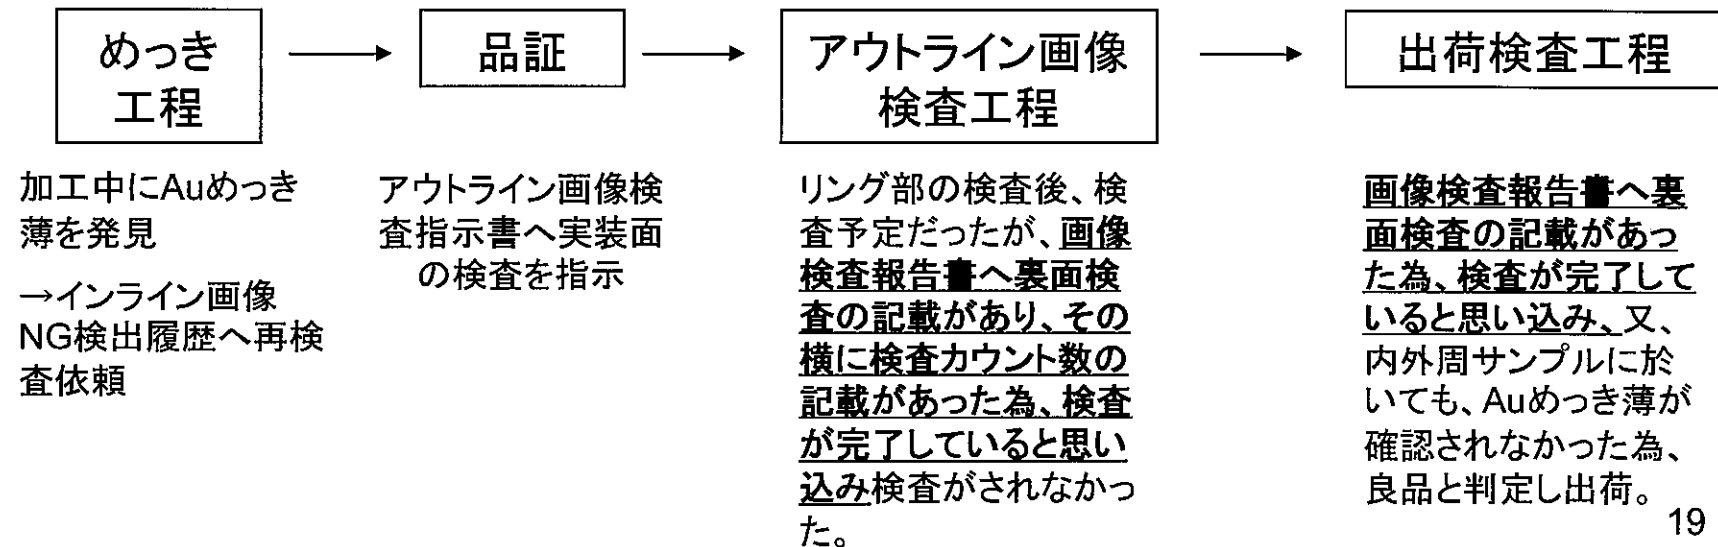 めっき
工程
品証
アウトライン画像
検査工程
出荷検査工程
加工中にAuめっき
薄を発見
→インライン画像
NG検出履歴へ再検
査依頼
アウトライン画像検
査指示書へ実装面
の検査を指示
リング部の検査後、検
査予定だったが、画像
検査報告書へ裏面検
査の記載があり、その
横に検査カウント数の
記載があった為、検査
が完了していると思い
込み検査がされなかっ
た。
画像検査報告書へ裏
面検査の記載があっ
た為、検査が完了して
いると思い込み、又、
内外周サンプルに於
いても、Auめっき薄が
確認されなかった為、
良品と判定し出荷。
19